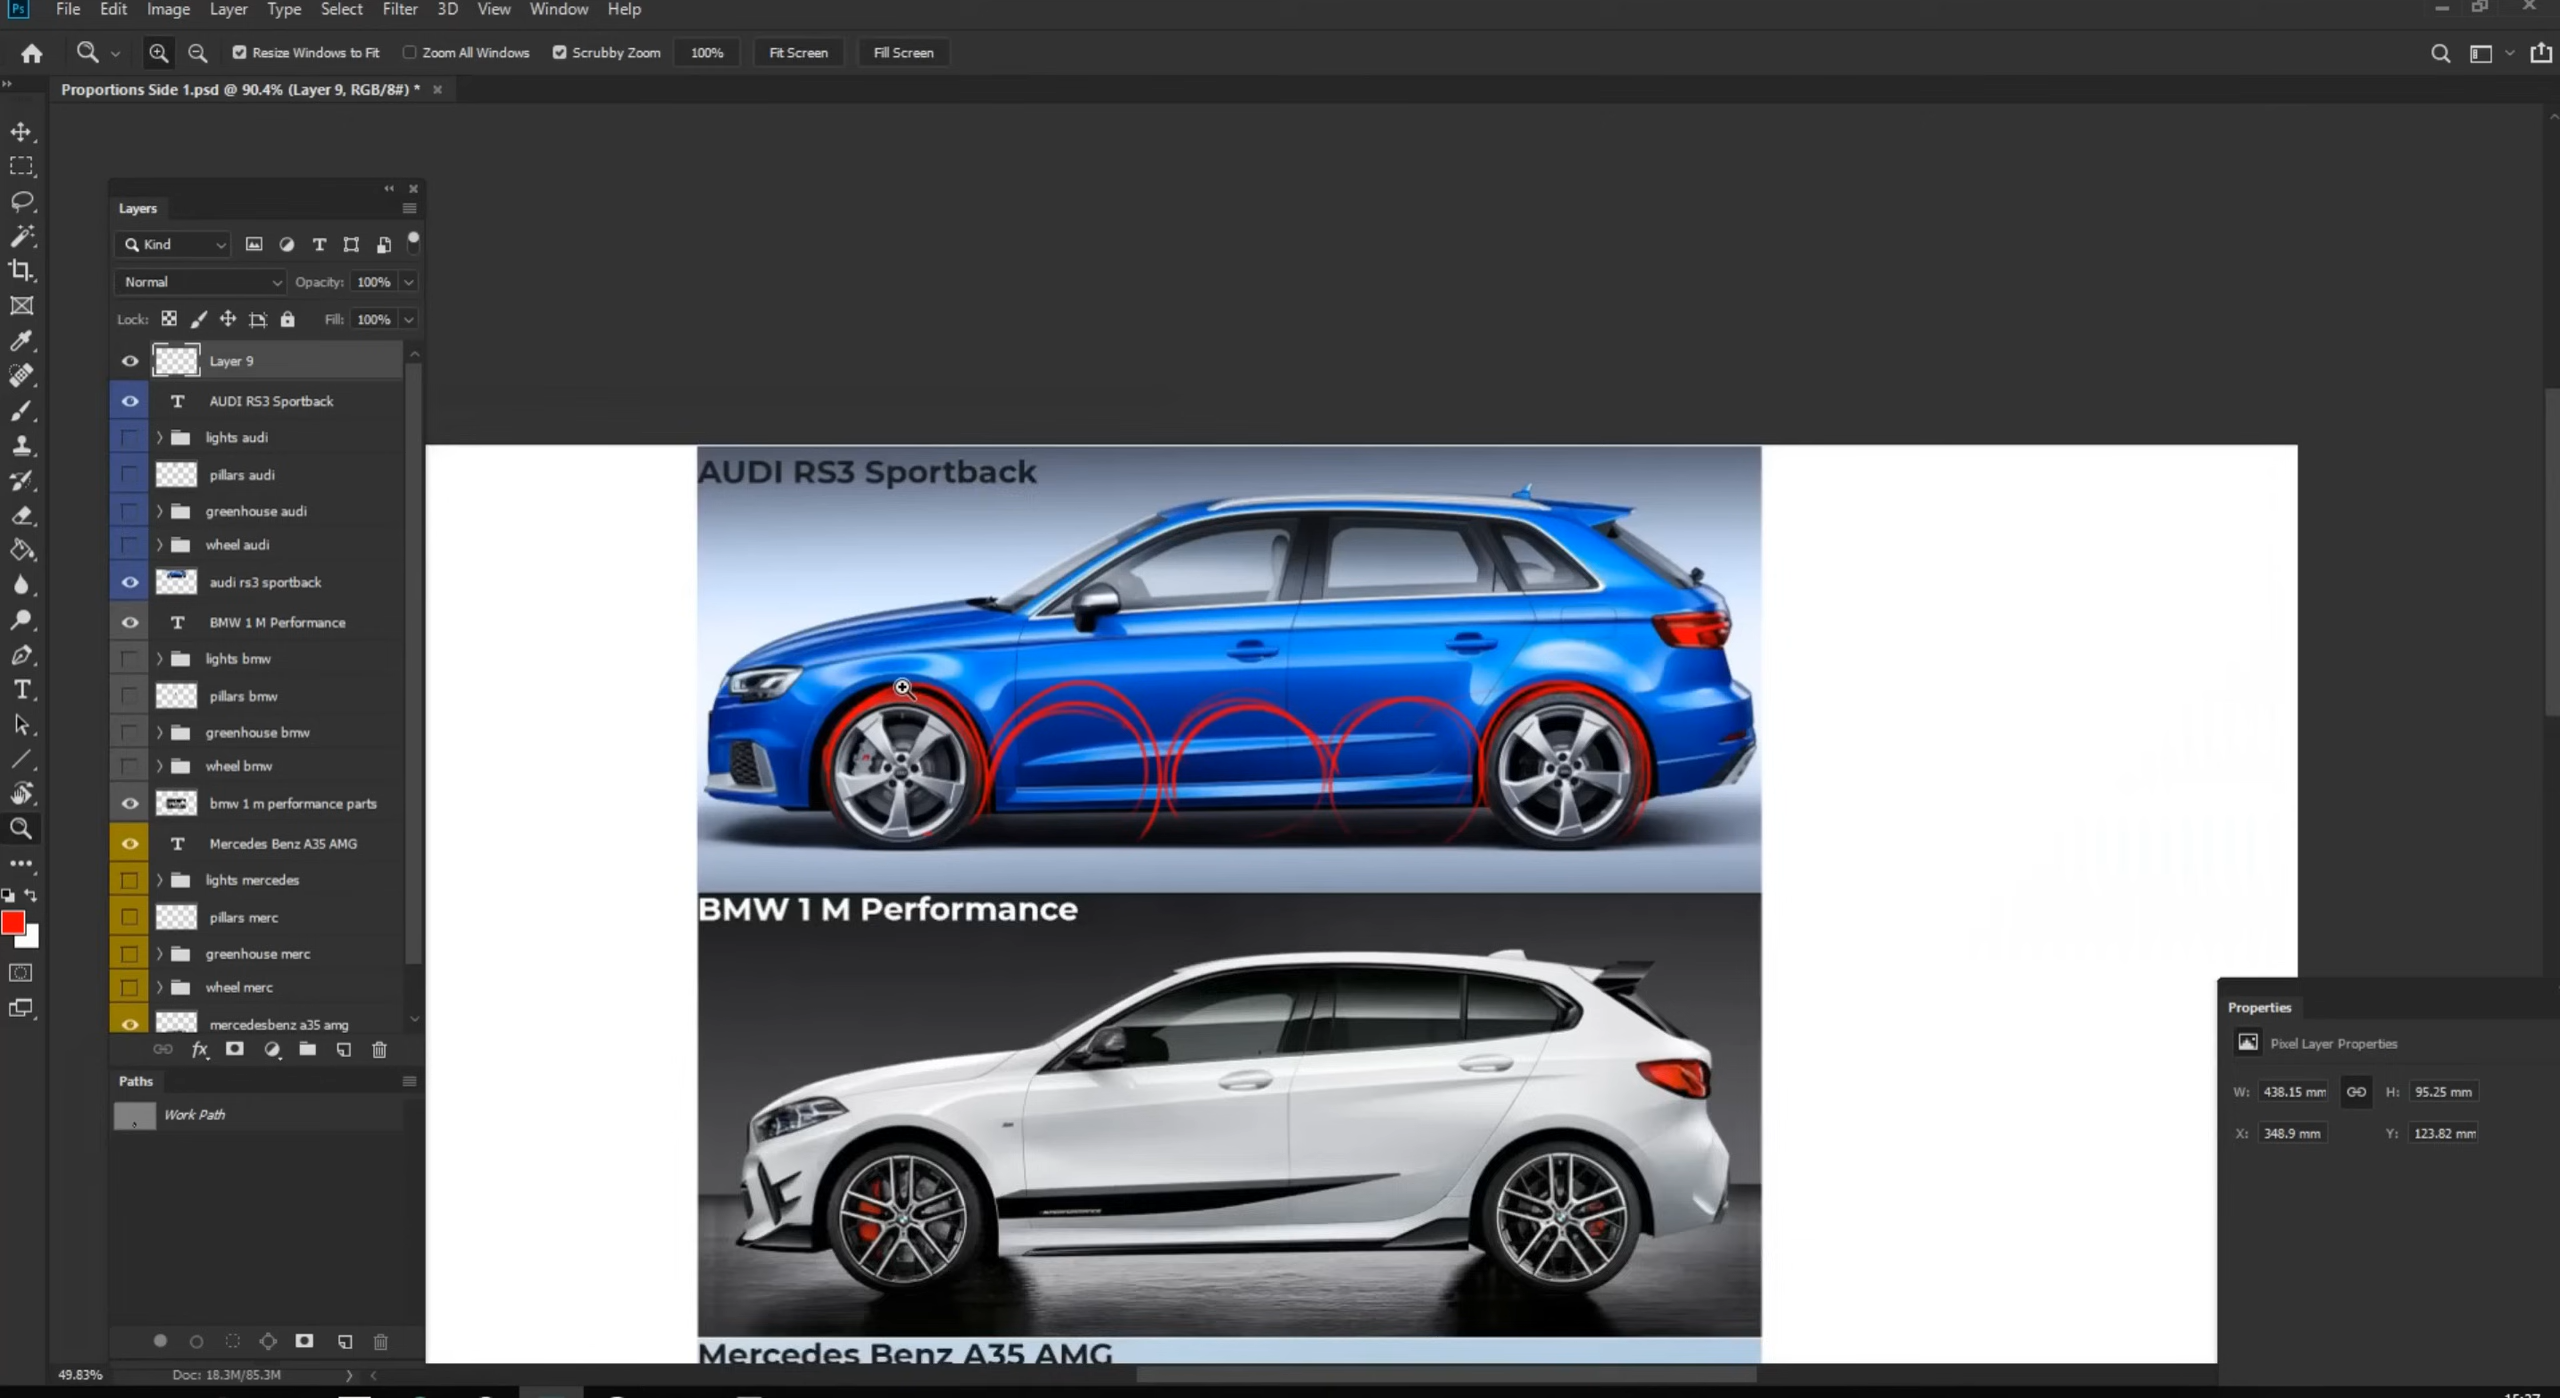 Ps File Edit Image Layer Type Select Filter 3D View Window Help
Resize Windows to Fit Zoom All Windows Scrubby Zoom 100% Fit Screen Fill Screen
Proportions Side 1.psd @ 90.4% (Layer 9, RGB/8#) *
Layers
Kind
Normal Opacity: 100%
Lock: Fill: 100%
Layer 9
AUDI RS3 Sportback
lights audi
pillars audi
greenhouse audi
wheel audi
audi rs3 sportback
BMW 1 M Performance
lights bmw
pillars bmw
greenhouse bmw
wheel bmw
bmw 1 m performance parts
Mercedes Benz A35 AMG
lights mercedes
pillars merc
greenhouse merc
wheel merc
mercedesbenz a35 amg
Paths
Work Path
49.83% Doc: 18.3M/85.3M
AUDI RS3 Sportback
BMW 1 M Performance
Mercedes Benz A35 AMG
Properties
Pixel Layer Properties
W: 438.15 mm H: 95.25 mm
X: 348.9 mm Y: 123.82 mm